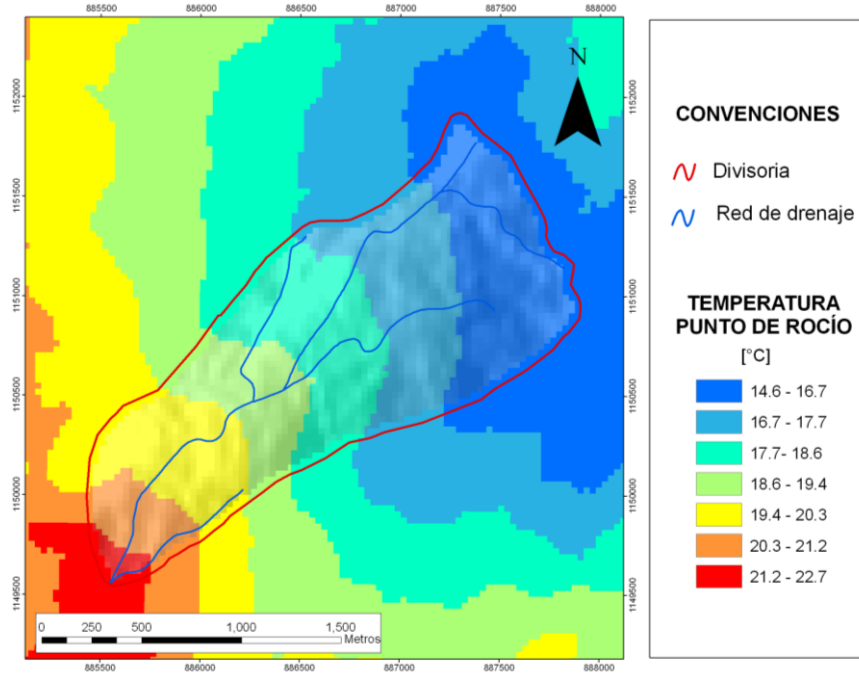 885500 886000 886500 887000 887500 888000
1152000
1151500
1151000
1150500
1150000
1149500
N
1152000
1151500
1151000
1150500
1150000
1149500
0 250 500 1,000 1,500
Metros
885500 886000 886500 887000 887500 888000
CONVENCIONES
Divisoria
Red de drenaje
TEMPERATURA
PUNTO DE ROCÍO
[°C]
14.6 - 16.7
16.7 - 17.7
17.7- 18.6
18.6 - 19.4
19.4 - 20.3
20.3 - 21.2
21.2 - 22.7